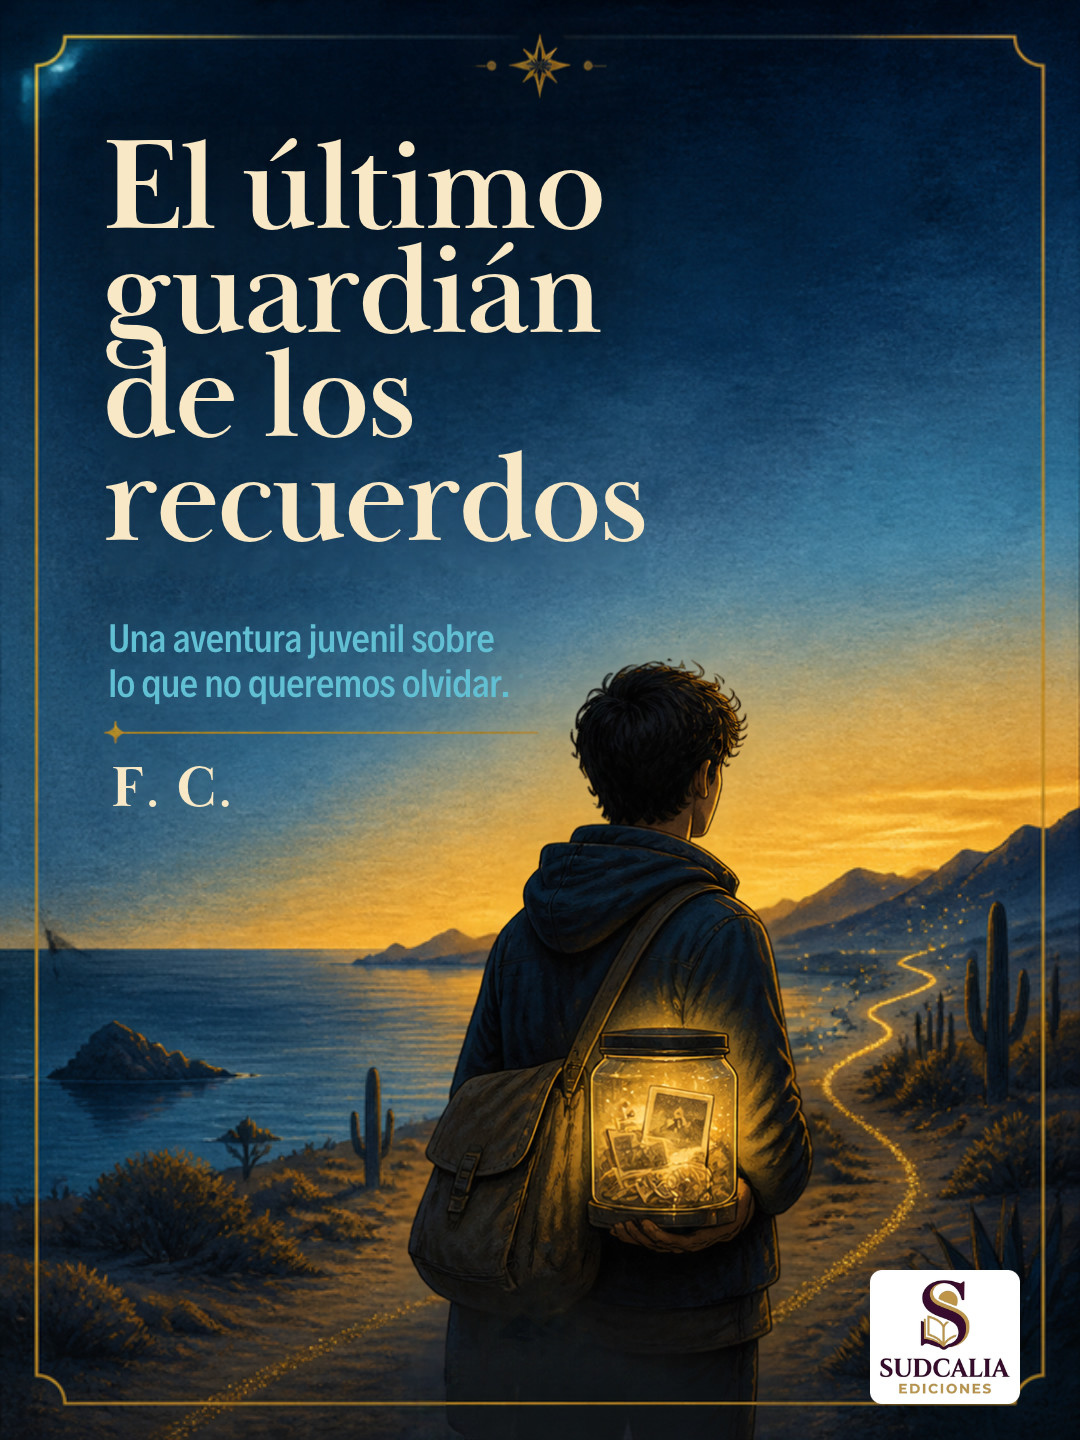 El último
guardián
de los
recuerdos
Una aventura juvenil sobre
lo que no queremos olvidar.
F. C.
S
SUDCALIA
EDICIONES